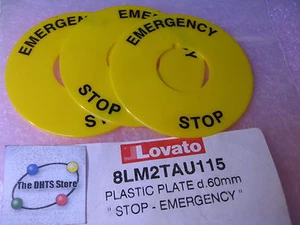 EMERGENCY
EMERGENCY
EMERGENCY
STOP
STOP
STOP
Lovato
8LM2TAU115
PLASTIC PLATE d.60mm
" STOP - EMERGENCY "
The DHTS Store